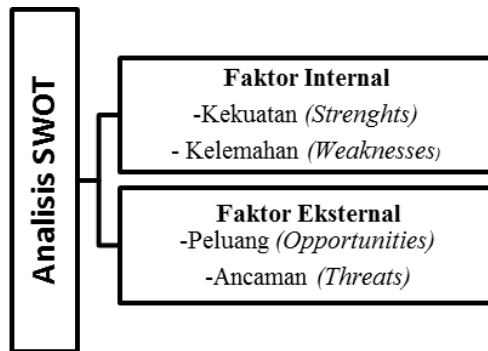 Analisis SWOT
Faktor Internal
-Kekuatan (Strenghts)
- Kelemahan (Weaknesses)
Faktor Eksternal
-Peluang (Opportunities)
-Ancaman (Threats)